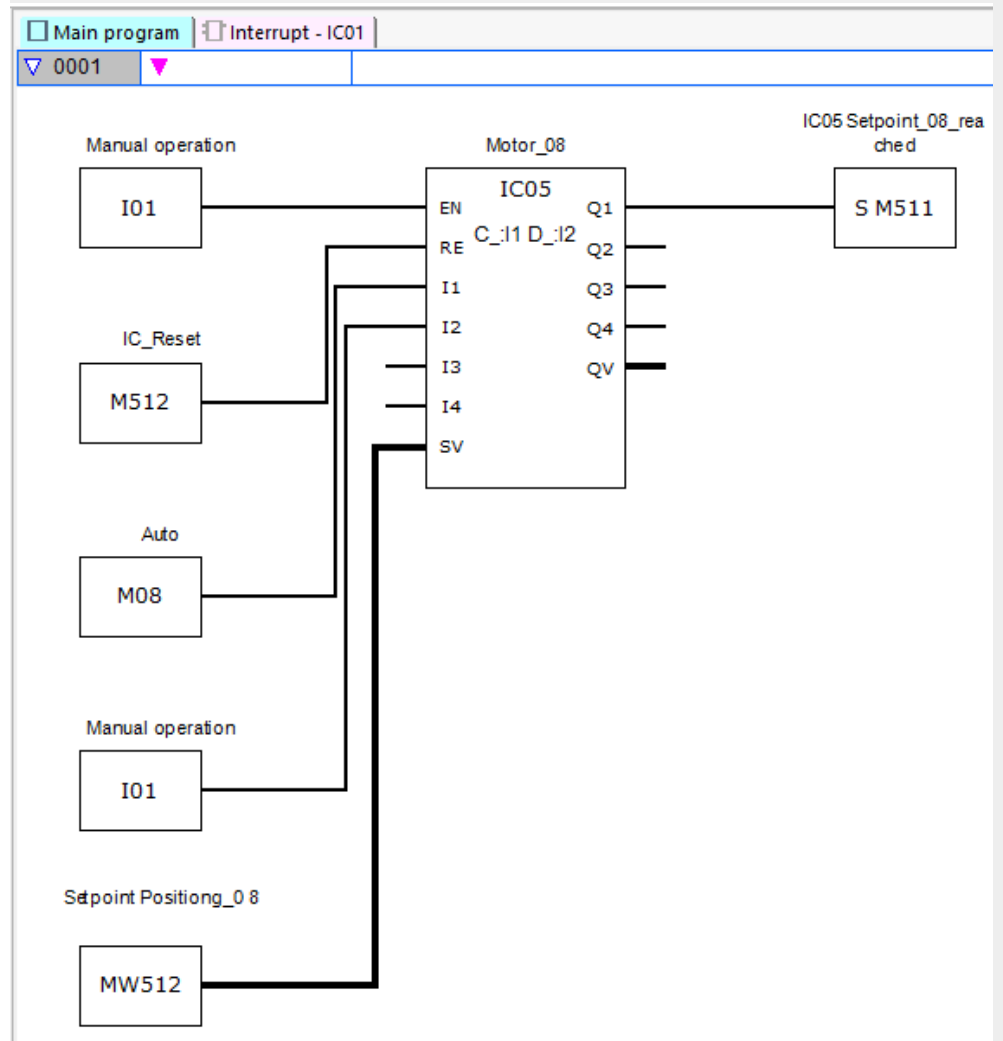 Main program
Interrupt - IC01
0001
IC05 Setpoint_08_rea
ched
Manual operation
I01
Motor_08
IC05
C_:I1 D_:I2
EN
RE
I1
I2
I3
I4
SV
Q1
Q2
Q3
Q4
QV
S M511
IC_Reset
M512
Auto
M08
Manual operation
I01
Setpoint Positiong_0 8
MW512